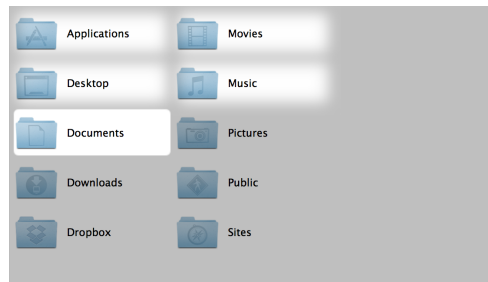 Applications
Movies
Desktop
Music
Documents
Pictures
Downloads
Public
Dropbox
Sites